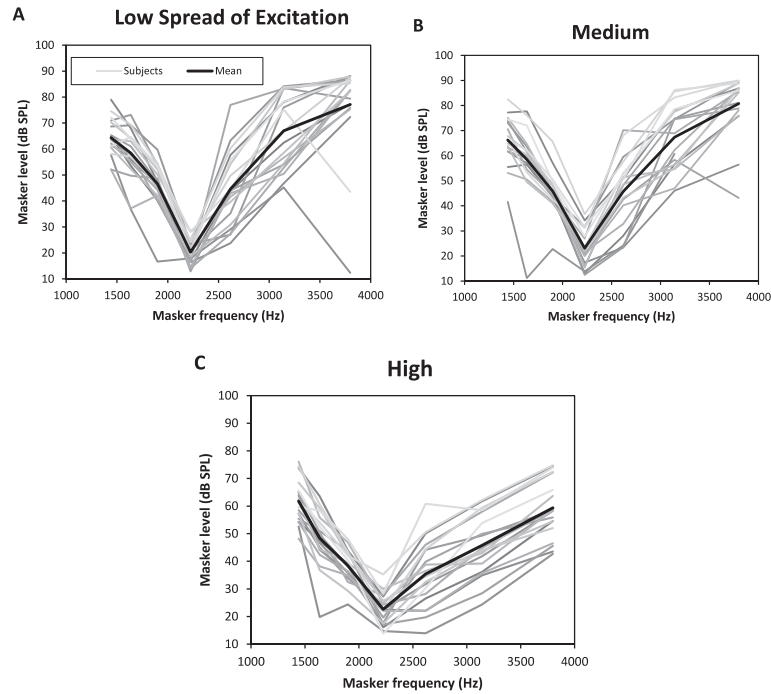 A
Low Spread of Excitation
100
90
80
70
60
50
40
30
20
10
Masker level (dB SPL)
Subjects Mean
1000 1500 2000 2500 3000 3500 4000
Masker frequency (Hz)
B
Medium
100
90
80
70
60
50
40
30
20
10
Masker level (dB SPL)
1000 1500 2000 2500 3000 3500 4000
Masker frequency (Hz)
C
High
100
90
80
70
60
50
40
30
20
10
Masker level (dB SPL)
1000 1500 2000 2500 3000 3500 4000
Masker frequency (Hz)